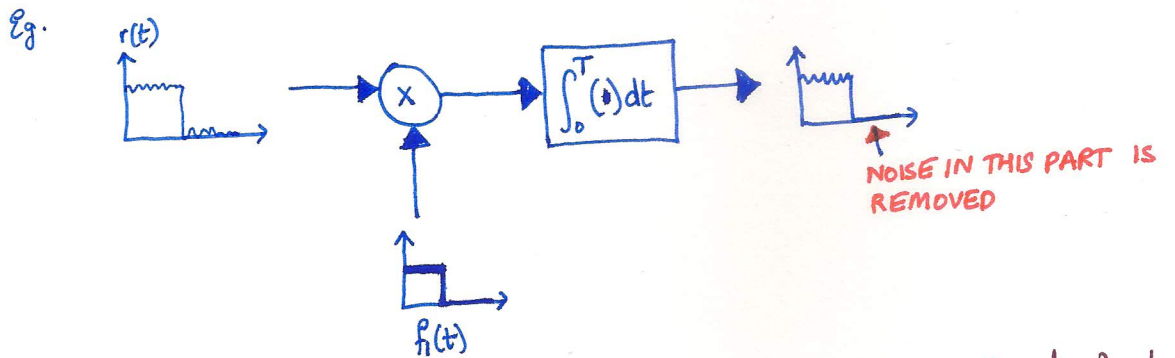 Eg.
r(t)
x
∫₀ᵀ(•)dt
NOISE IN THIS PART IS
REMOVED
f₁(t)